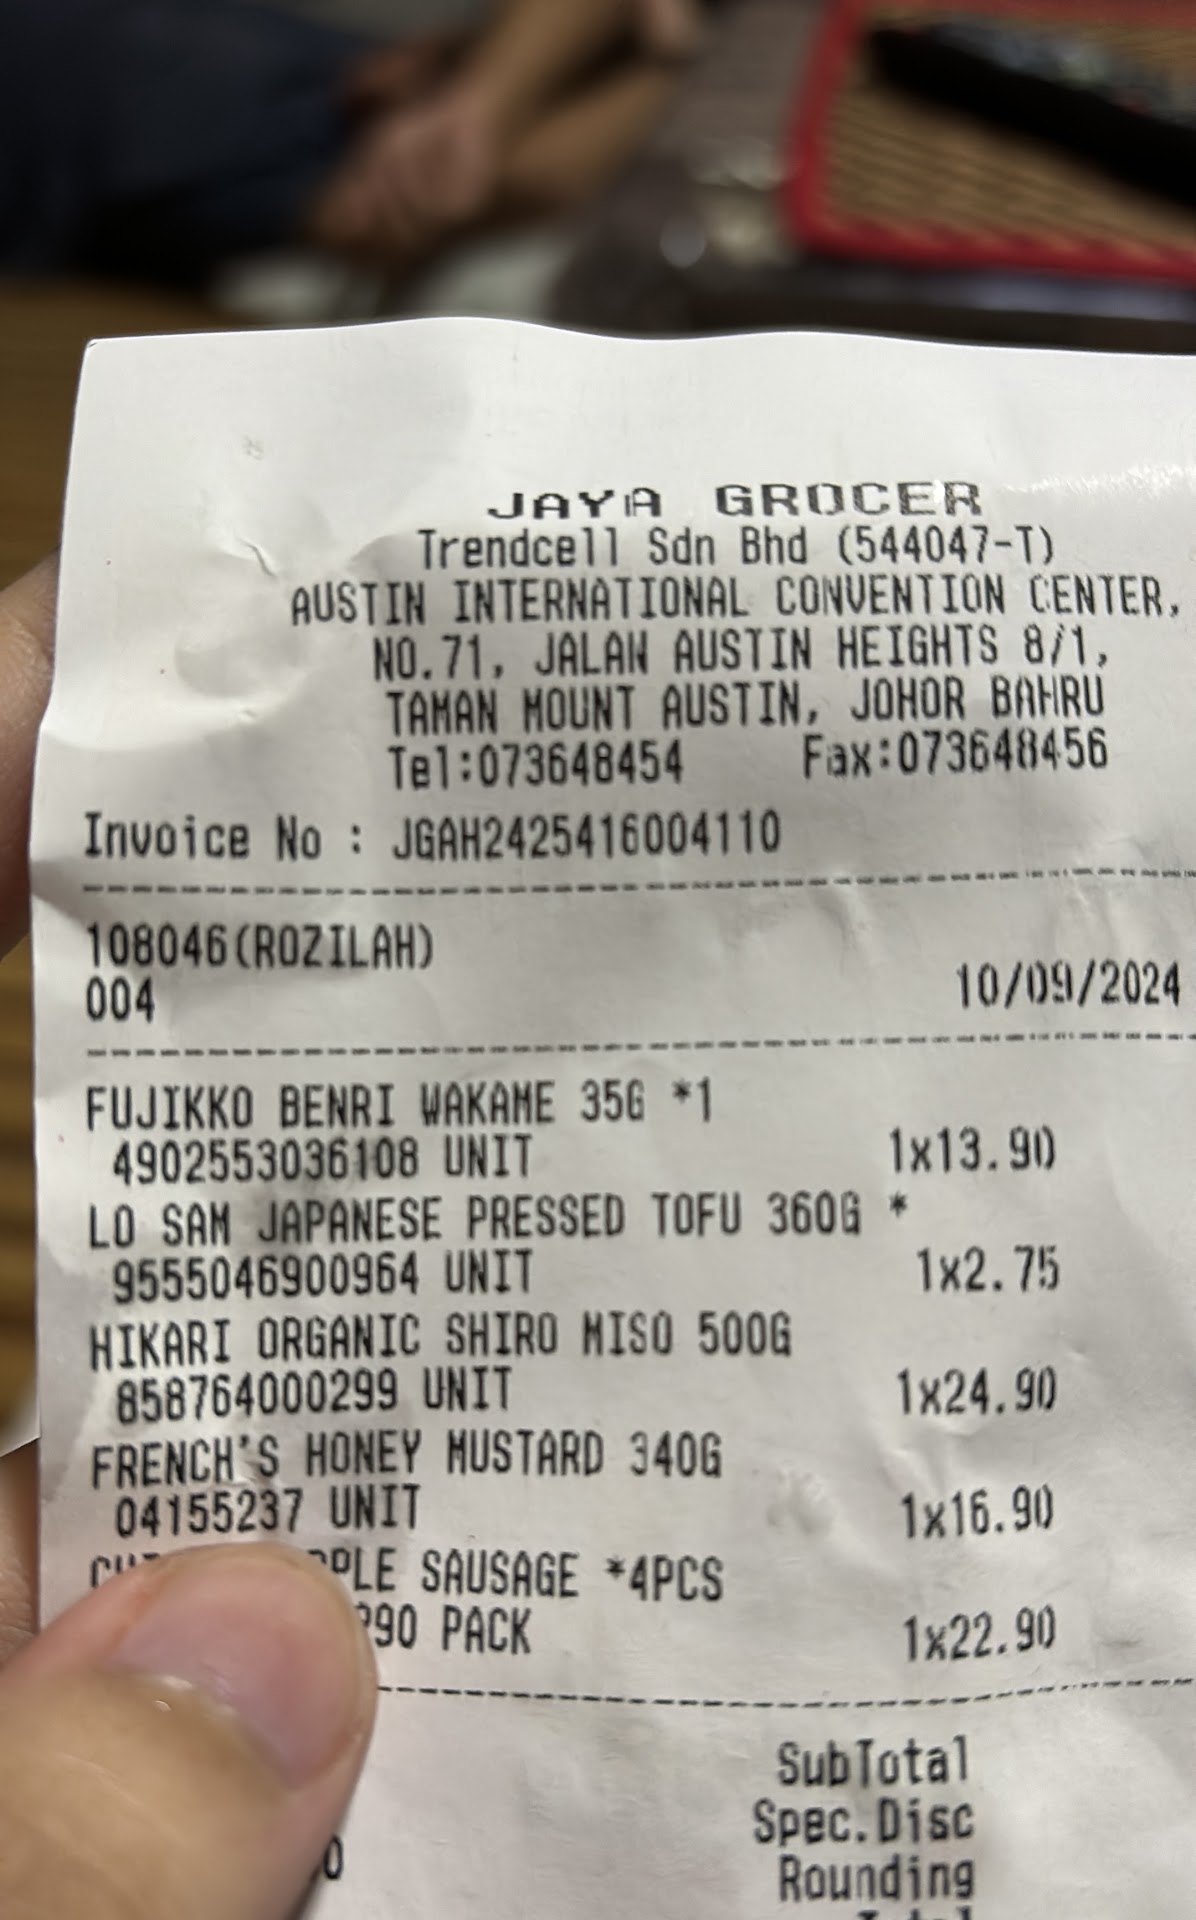 JAYA GROCER
Trendcell Sdn Bhd (544047-T)
AUSTIN INTERNATIONAL CONVENTION CENTER,
NO.71, JALAN AUSTIN HEIGHTS 8/1,
TAMAN MOUNT AUSTIN, JOHOR BAHRU
Tel:073648454 Fax:073648456
Invoice No : JGAH2425416004110
108046(ROZILAH)
004 10/09/2024
FUJIKKO BENRI WAKAME 35G *1
4902553036108 UNIT 1x13.90
LO SAM JAPANESE PRESSED TOFU 360G *
9555046900964 UNIT 1x2.75
HIKARI ORGANIC SHIRO MISO 500G
858764000299 UNIT 1x24.90
FRENCH'S HONEY MUSTARD 340G
04155237 UNIT 1x16.90
SAUSAGE *4PCS
PACK 1x22.90
SubTotal
Spec.Disc
Rounding